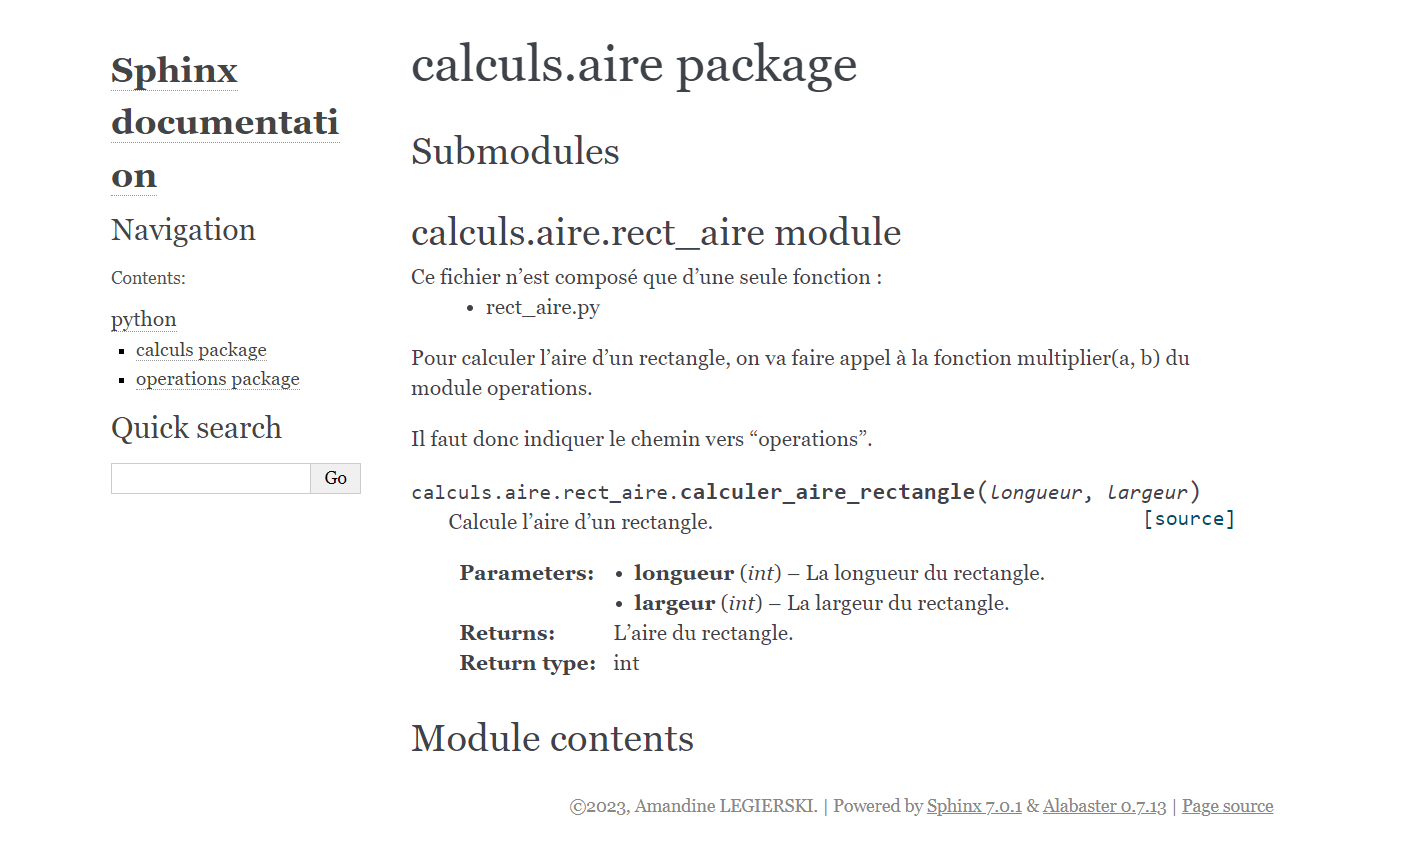 Sphinx
documentati
on
Navigation
Contents:
python
calculs package
operations package
Quick search
Go
calculs.aire package
Submodules
calculs.aire.rect_aire module
Ce fichier n’est composé que d’une seule fonction :
• rect_aire.py
Pour calculer l’aire d’un rectangle, on va faire appel à la fonction multiplier(a, b) du
module operations.
Il faut donc indiquer le chemin vers “operations”.
calculs.aire.rect_aire.calculer_aire_rectangle(longueur, largeur)
[source]
Calcule l’aire d’un rectangle.
Parameters: • longueur (int) – La longueur du rectangle.
• largeur (int) – La largeur du rectangle.
Returns: L’aire du rectangle.
Return type: int
Module contents
©2023, Amandine LEGIERSKI. | Powered by Sphinx 7.0.1 & Alabaster 0.7.13 | Page source